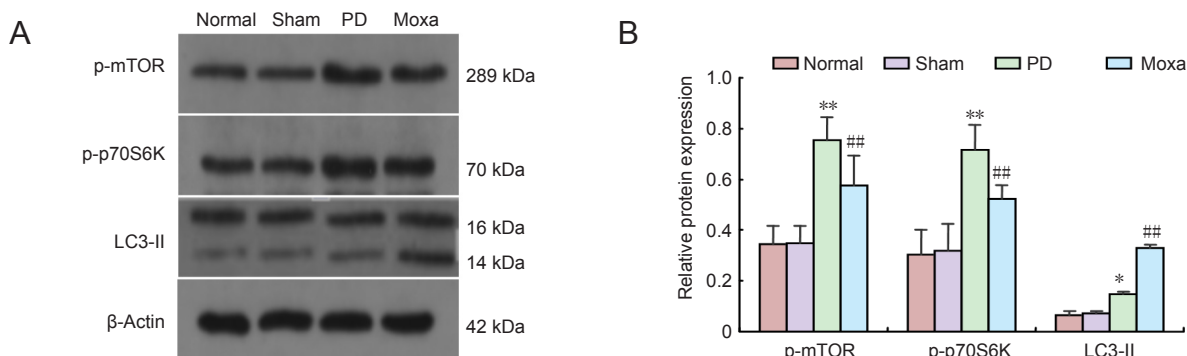 A
Normal Sham PD Moxa
p-mTOR
289 kDa
p-p70S6K
70 kDa
16 kDa
LC3-II
14 kDa
β-Actin
42 kDa
B
Normal Sham PD Moxa
Relative protein expression
1.0
0.8
0.6
0.4
0.2
0
** ##
** ##
* ##
p-mTOR p-p70S6K LC3-II